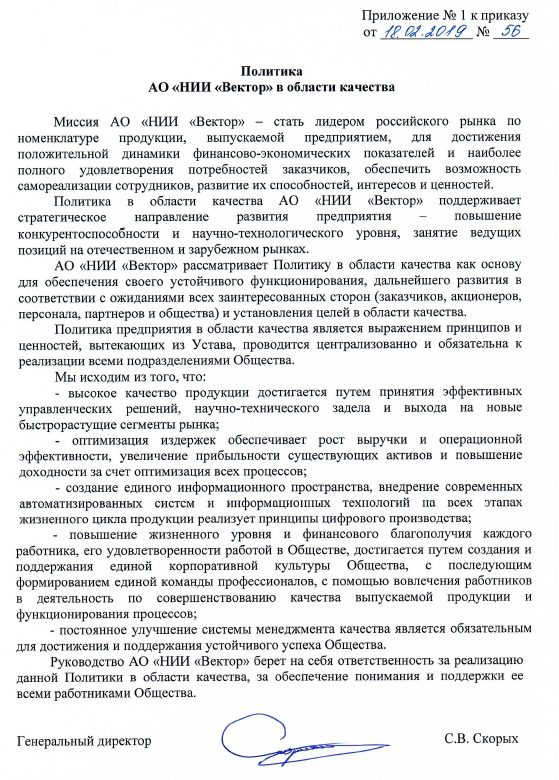 Приложение № 1 к приказу
от 18.02.2019 № 56
Политика
АО «НИИ «Вектор» в области качества
Миссия АО «НИИ «Вектор» – стать лидером российского рынка по
номенклатуре продукции, выпускаемой предприятием, для достижения
положительной динамики финансово-экономических показателей и наиболее
полного удовлетворения потребностей заказчиков, обеспечить возможность
самореализации сотрудников, развитие их способностей, интересов и ценностей.
Политика в области качества АО «НИИ «Вектор» поддерживает
стратегическое направление развития предприятия – повышение
конкурентоспособности и научно-технологического уровня, занятие ведущих
позиций на отечественном и зарубежном рынках.
АО «НИИ «Вектор» рассматривает Политику в области качества как основу
для обеспечения своего устойчивого функционирования, дальнейшего развития в
соответствии с ожиданиями всех заинтересованных сторон (заказчиков, акционеров,
персонала, партнеров и общества) и установления целей в области качества.
Политика предприятия в области качества является выражением принципов и
ценностей, вытекающих из Устава, проводится централизованно и обязательна к
реализации всеми подразделениями Общества.
Мы исходим из того, что:
- высокое качество продукции достигается путем принятия эффективных
управленческих решений, научно-технического задела и выхода на новые
быстрорастущие сегменты рынка;
- оптимизация издержек обеспечивает рост выручки и операционной
эффективности, увеличение прибыльности существующих активов и повышение
доходности за счет оптимизация всех процессов;
- создание единого информационного пространства, внедрение современных
автоматизированных систем и информационных технологий на всех этапах
жизненного цикла продукции реализует принципы цифрового производства;
- повышение жизненного уровня и финансового благополучия каждого
работника, его удовлетворенности работой в Обществе, достигается путем создания и
поддержания единой корпоративной культуры Общества, с последующим
формированием единой команды профессионалов, с помощью вовлечения работников
в деятельность по совершенствованию качества выпускаемой продукции и
функционирования процессов;
- постоянное улучшение системы менеджмента качества является обязательным
для достижения и поддержания устойчивого успеха Общества.
Руководство АО «НИИ «Вектор» берет на себя ответственность за реализацию
данной Политики в области качества, за обеспечение понимания и поддержки ее
всеми работниками Общества.
Генеральный директор С.В. Скорых